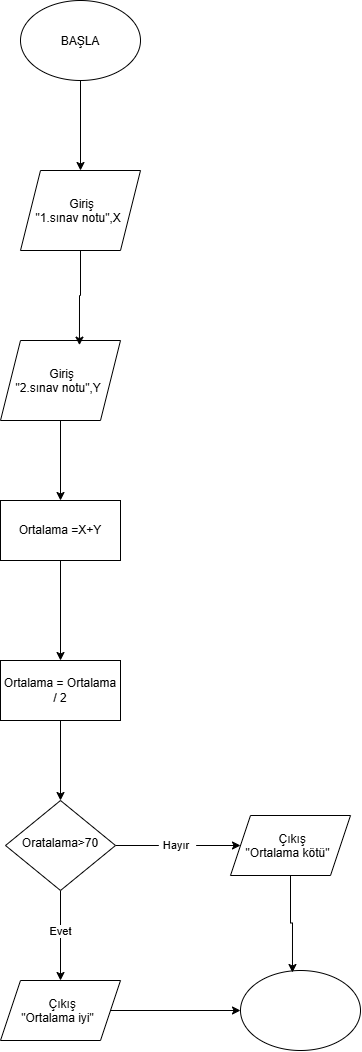 BAŞLA
Giriş
"1.sınav notu",X
Giriş
"2.sınav notu",Y
Ortalama =X+Y
Ortalama = Ortalama
/ 2
Oratalama>70
Hayır
Çıkış
"Ortalama kötü"
Evet
Çıkış
"Ortalama iyi"